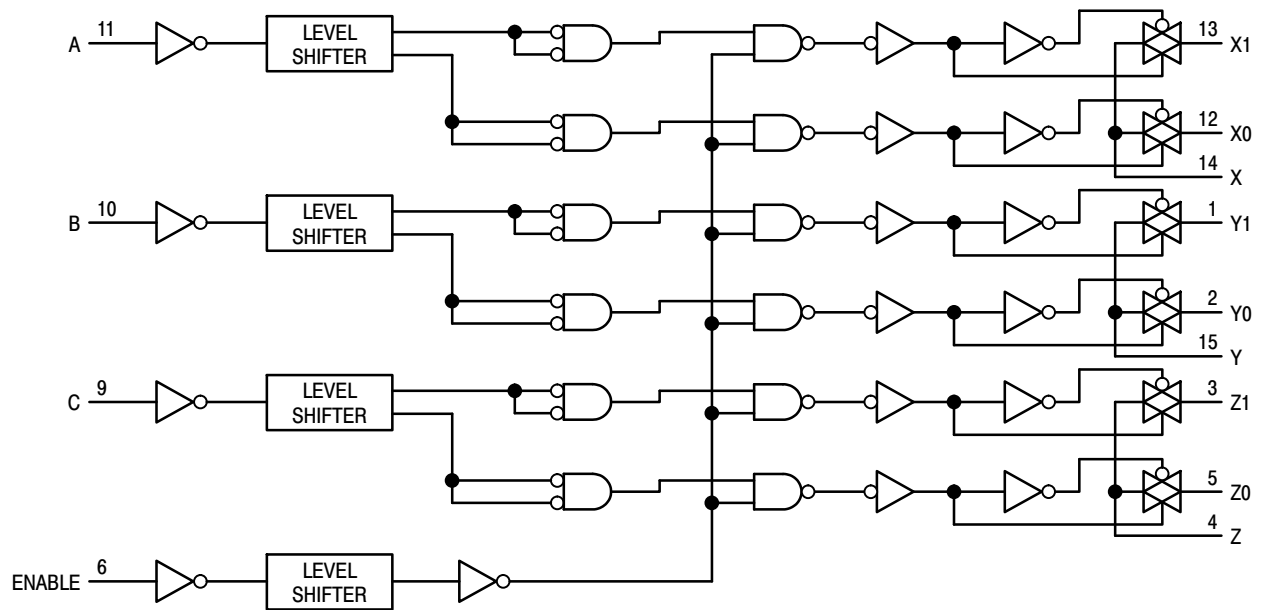 A 11 LEVEL SHIFTER 13 X1
12 X0
14 X
B 10 LEVEL SHIFTER 1 Y1
2 Y0
15 Y
C 9 LEVEL SHIFTER 3 Z1
5 Z0
4 Z
ENABLE 6 LEVEL SHIFTER